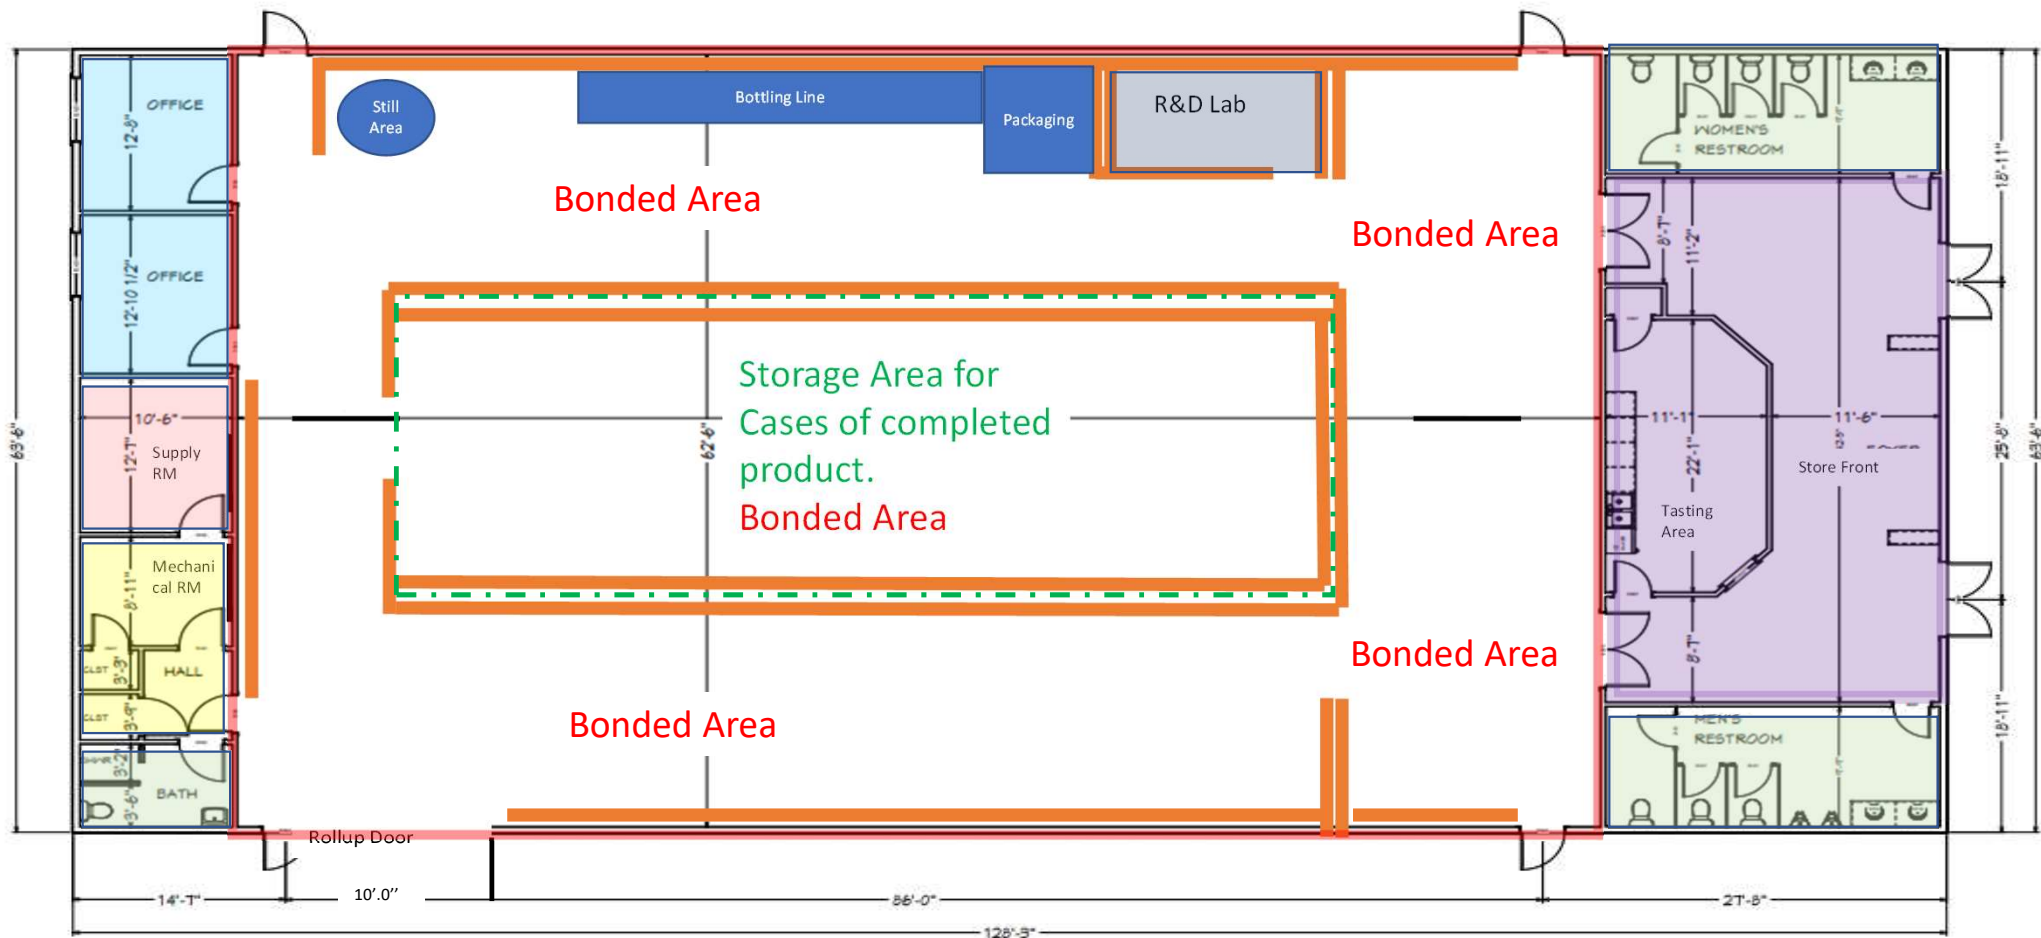 OFFICE
12'-8"
Still
Area
Bottling Line
Packaging
R&D Lab
WOMEN'S
RESTROOM
18'-11"
Bonded Area
Bonded Area
8'-7"
11'-2"
OFFICE
12'-10 1/2"
Storage Area for
Cases of completed
product.
Bonded Area
10'-6"
12'-7"
Supply
RM
63'-6"
62'-6"
11'-1"
11'-6"
22'-1"
Store Front
Tasting
Area
25'-8"
63'-6"
Mechani
cal RM
8'-11"
CLST
3'-3"
HALL
CLST
3'-9"
Bonded Area
Bonded Area
8'-7"
MEN'S
RESTROOM
18'-11"
3'-2"
BATH
3'-6"
Rollup Door
14'-7"
10'.0''
86'-0"
27'-8"
128'-3"